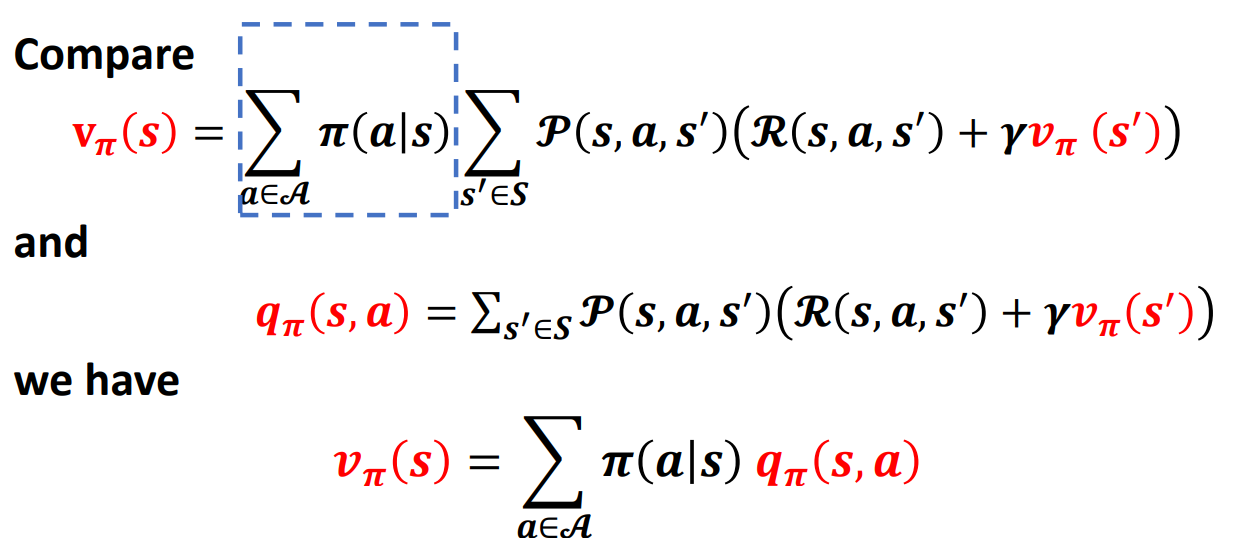 Compare
v_π(s) = ∑_{a∈𝒜} π(a|s) ∑_{s′∈S} 𝒫(s, a, s′)(ℛ(s, a, s′) + γv_π (s′))
and
q_π(s, a) = ∑_{s′∈S} 𝒫(s, a, s′)(ℛ(s, a, s′) + γv_π(s′))
we have
v_π(s) = ∑_{a∈𝒜} π(a|s) q_π(s, a)